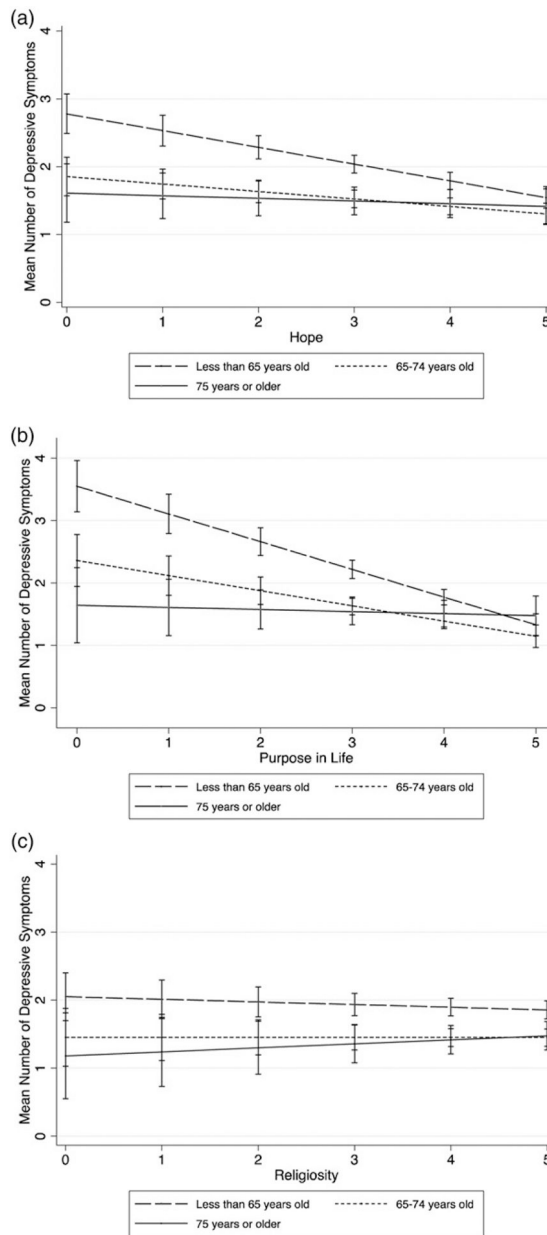 (a)
Mean Number of Depressive Symptoms
4
3
2
1
0
0 1 2 3 4 5
Hope
Less than 65 years old 65-74 years old
75 years or older
(b)
Mean Number of Depressive Symptoms
4
3
2
1
0
0 1 2 3 4 5
Purpose in Life
Less than 65 years old 65-74 years old
75 years or older
(c)
Mean Number of Depressive Symptoms
4
3
2
1
0
0 1 2 3 4 5
Religiosity
Less than 65 years old 65-74 years old
75 years or older